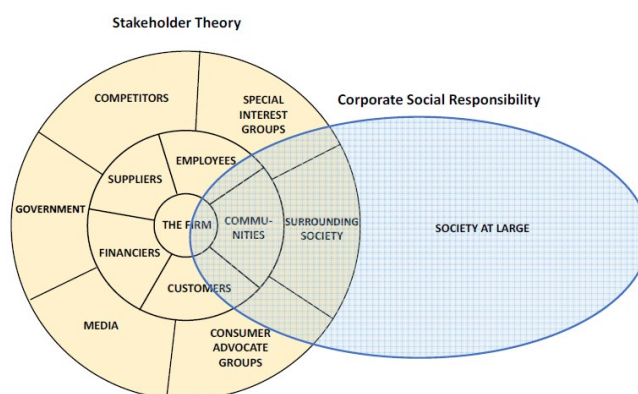 Stakeholder Theory
Corporate Social Responsibility
COMPETITORS
SPECIAL
INTEREST
GROUPS
EMPLOYEES
SUPPLIERS
GOVERNMENT
THE FIRM
COMMU-
NITIES
SURROUNDING
SOCIETY
SOCIETY AT LARGE
FINANCIERS
CUSTOMERS
MEDIA
CONSUMER
ADVOCATE
GROUPS